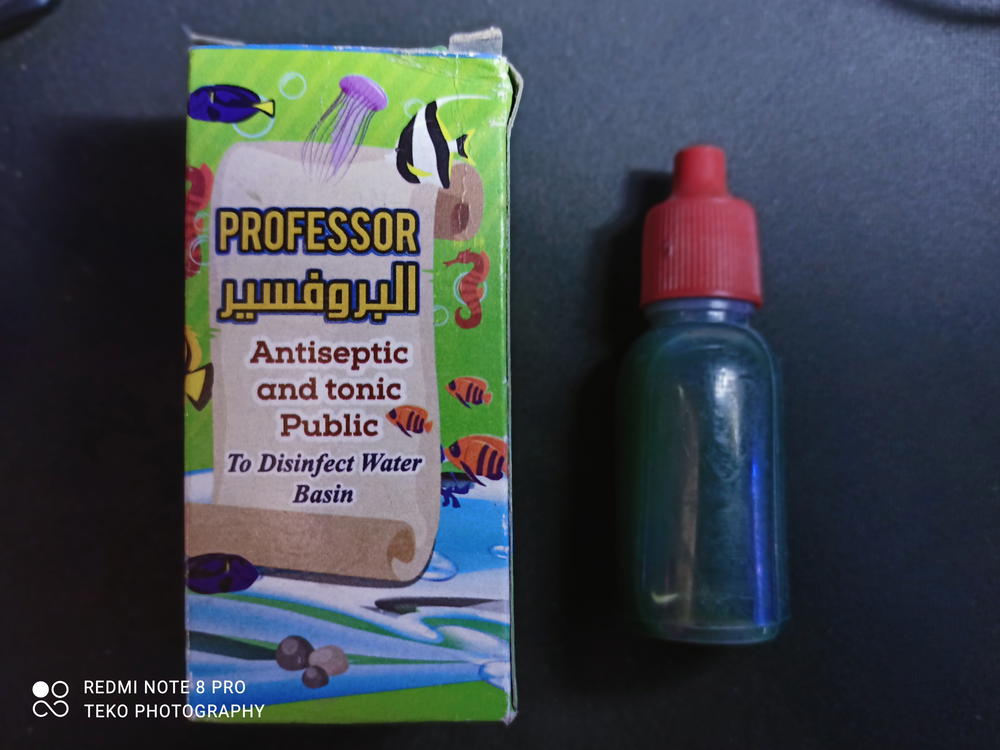 PROFESSOR
البروفسير
Antiseptic
and tonic
Public
To Disinfect Water
Basin
REDMI NOTE 8 PRO
TEKO PHOTOGRAPHY